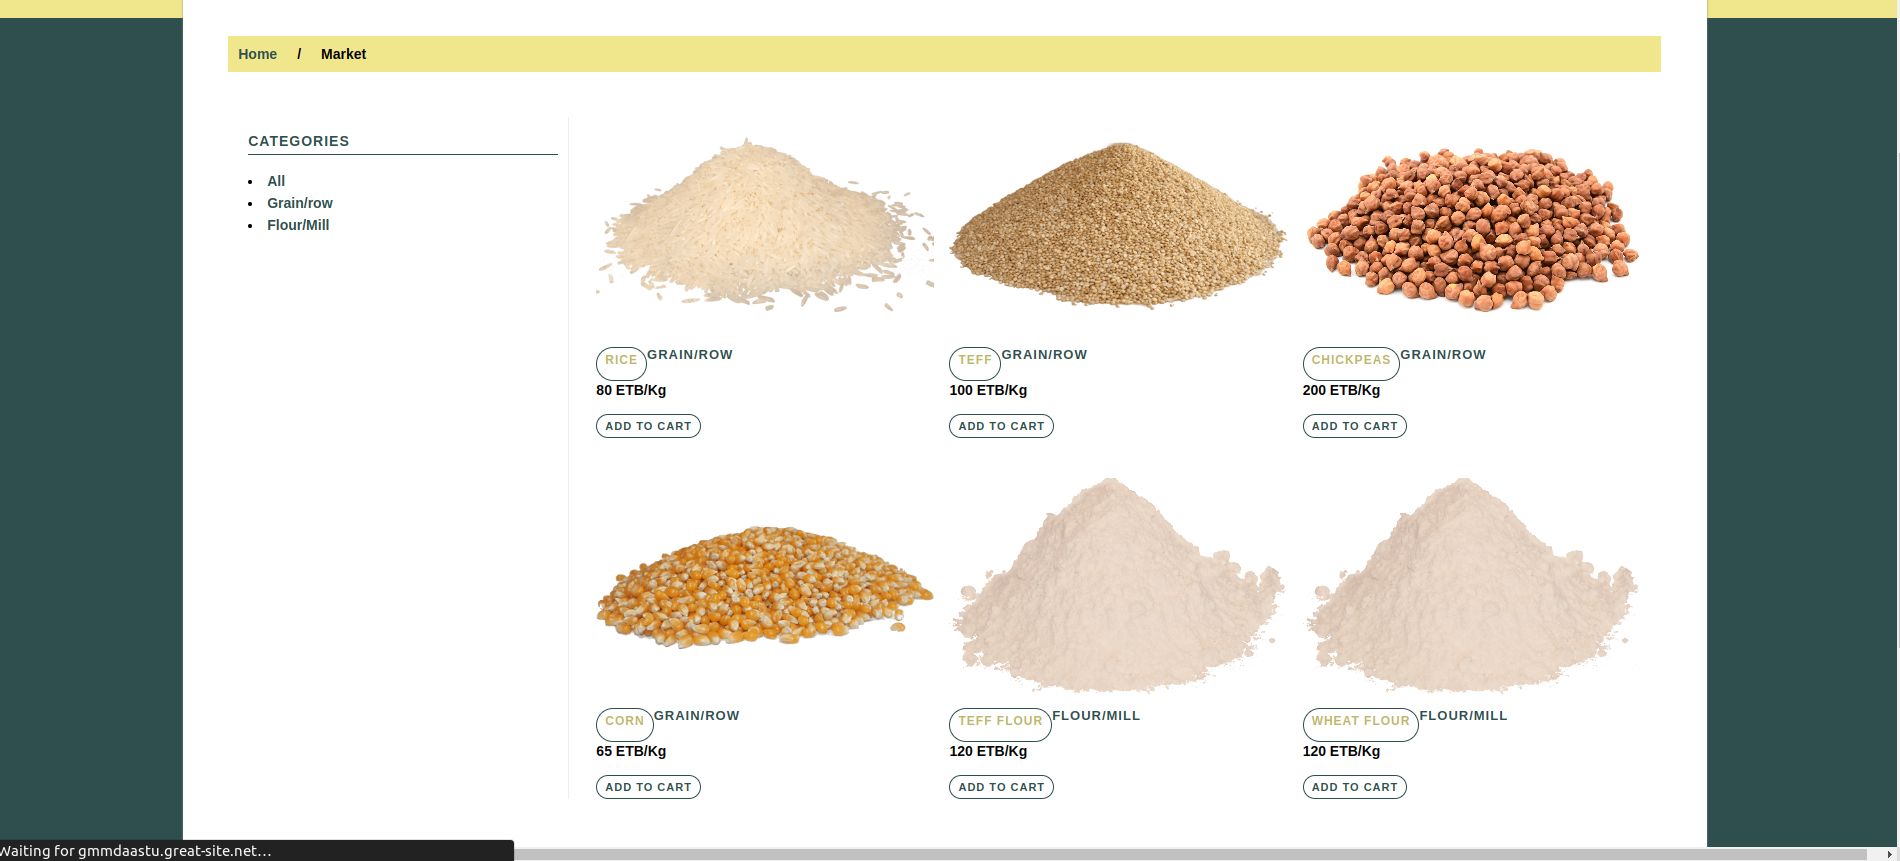 Home / Market
CATEGORIES
All
Grain/row
Flour/Mill
RICE GRAIN/ROW
80 ETB/Kg
ADD TO CART
TEFF GRAIN/ROW
100 ETB/Kg
ADD TO CART
CHICKPEAS GRAIN/ROW
200 ETB/Kg
ADD TO CART
CORN GRAIN/ROW
65 ETB/Kg
ADD TO CART
TEFF FLOUR FLOUR/MILL
120 ETB/Kg
ADD TO CART
WHEAT FLOUR FLOUR/MILL
120 ETB/Kg
ADD TO CART
Waiting for gmmdaastu.great-site.net…